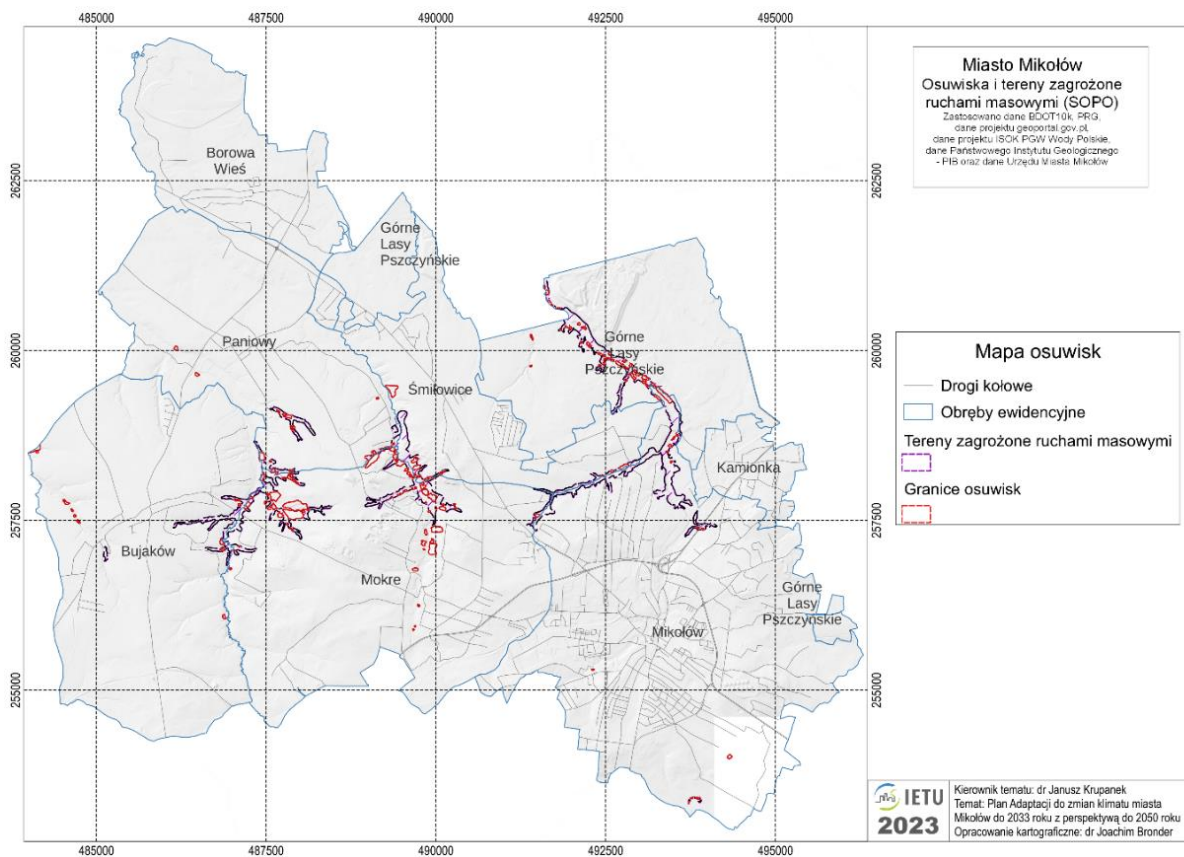 485000 487500 490000 492500 495000
262500
260000
257500
255000
262500
260000
257500
255000
485000 487500 490000 492500 495000
Borowa
Wieś
Górne
Lasy
Pszczyńskie
Górne
Lasy
Pszczyńskie
Paniowy
Śmiłowice
Kamionka
Bujaków
Mokre
Górne
Lasy
Pszczyńskie
Mikołów
Miasto Mikołów
Osuwiska i tereny zagrożone
ruchami masowymi (SOPO)
Zastosowano dane BDOT10k, PRG,
dane projektu geoportal.gov.pl,
dane projektu ISOK PGW Wody Polskie,
dane Państwowego Instytutu Geologicznego
- PIB oraz dane Urzędu Miasta Mikołów
Mapa osuwisk
Drogi kołowe
Obręby ewidencyjne
Tereny zagrożone ruchami masowymi
Granice osuwisk
IETU
2023
Kierownik tematu: dr Janusz Krupanek
Temat: Plan Adaptacji do zmian klimatu miasta
Mikołów do 2033 roku z perspektywą do 2050 roku
Opracowanie kartograficzne: dr Joachim Bronder